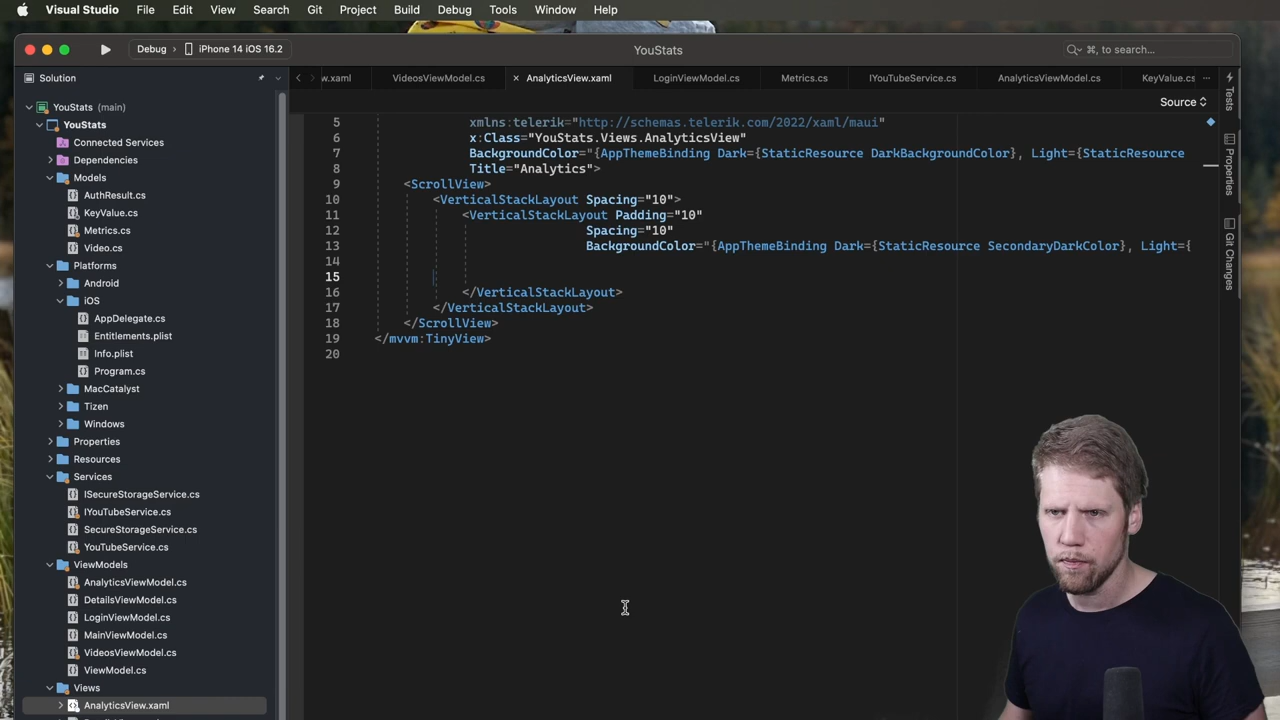 Visual Studio File Edit View Search Git Project Build Debug Tools Window Help
Debug › iPhone 14 iOS 16.2
YouStats
⌘, to search...
Solution
w.xaml VideosViewModel.cs × AnalyticsView.xaml LoginViewModel.cs Metrics.cs IYouTubeService.cs AnalyticsViewModel.cs KeyValue.cs ...
Source
YouStats (main)
YouStats
Connected Services
Dependencies
Models
AuthResult.cs
KeyValue.cs
Metrics.cs
Video.cs
Platforms
Android
iOS
AppDelegate.cs
Entitlements.plist
Info.plist
Program.cs
MacCatalyst
Tizen
Windows
Properties
Resources
Services
ISecureStorageService.cs
IYouTubeService.cs
SecureStorageService.cs
YouTubeService.cs
ViewModels
AnalyticsViewModel.cs
DetailsViewModel.cs
LoginViewModel.cs
MainViewModel.cs
VideosViewModel.cs
ViewModel.cs
Views
AnalyticsView.xaml
5 xmlns:telerik="http://schemas.telerik.com/2022/xaml/maui"
6 x:Class="YouStats.Views.AnalyticsView"
7 BackgroundColor="{AppThemeBinding Dark={StaticResource DarkBackgroundColor}, Light={StaticResource
8 Title="Analytics">
9 <ScrollView>
10 <VerticalStackLayout Spacing="10">
11 <VerticalStackLayout Padding="10"
12 Spacing="10"
13 BackgroundColor="{AppThemeBinding Dark={StaticResource SecondaryDarkColor}, Light={
14
15
16 </VerticalStackLayout>
17 </VerticalStackLayout>
18 </ScrollView>
19 </mvvm:TinyView>
20
Tests
Properties
Git Changes